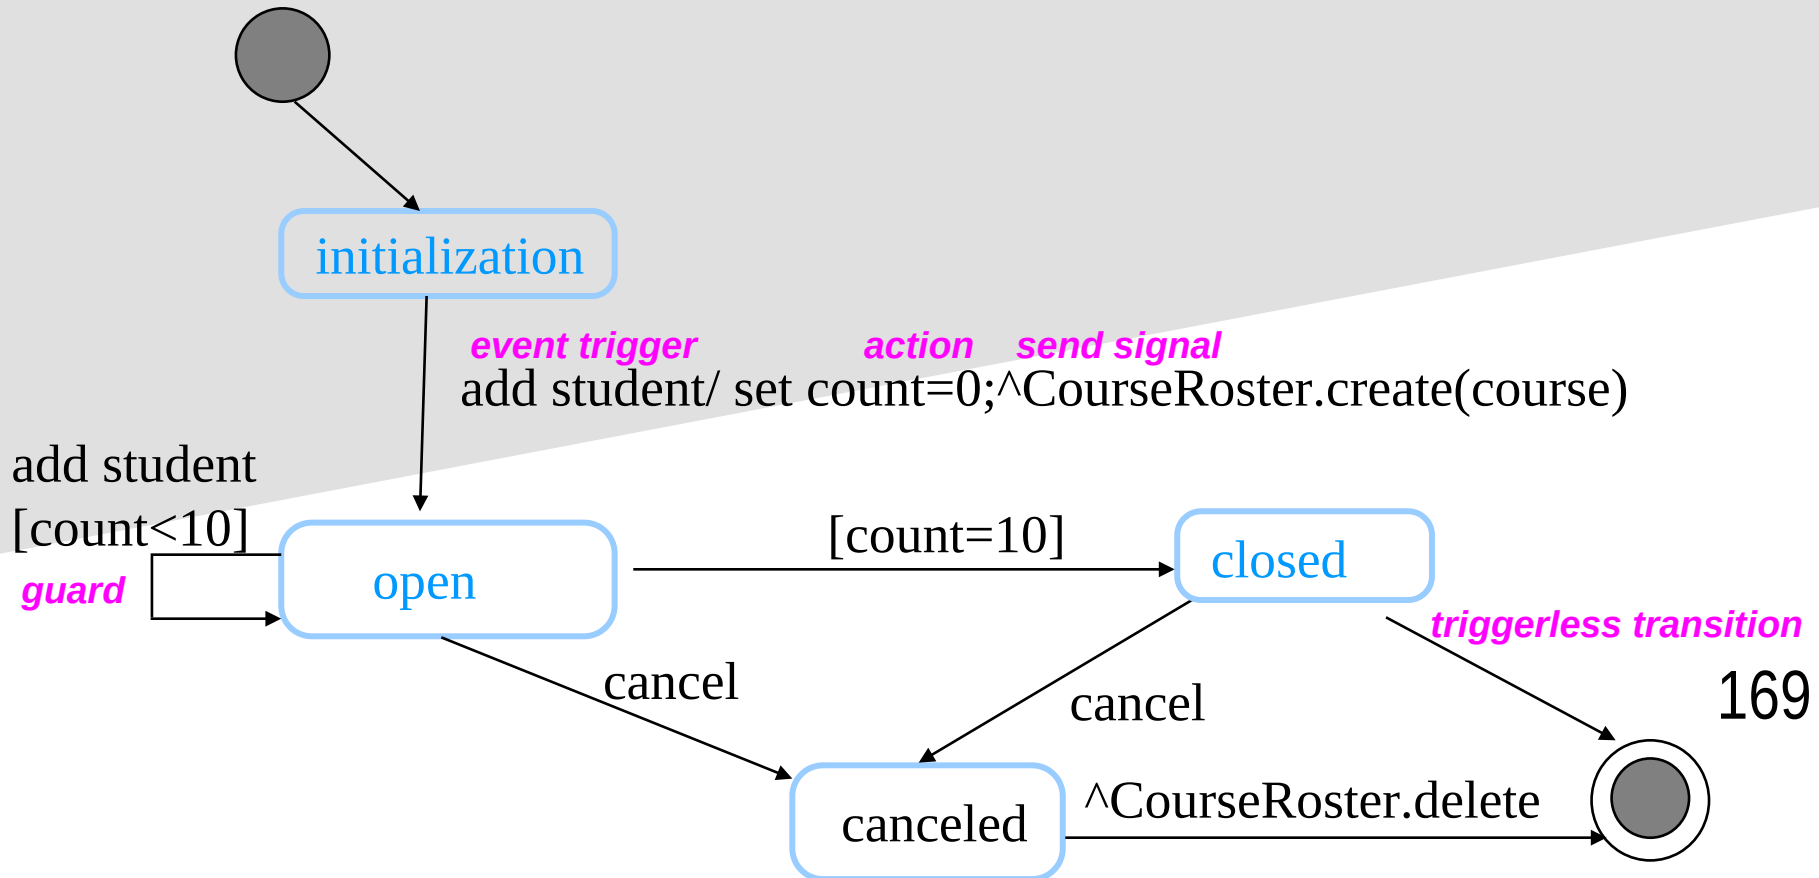 initialization
event trigger action send signal
add student/ set count=0;^CourseRoster.create(course)
add student
[count<10]
guard
open
[count=10]
closed
triggerless transition
cancel
cancel
169
canceled
^CourseRoster.delete